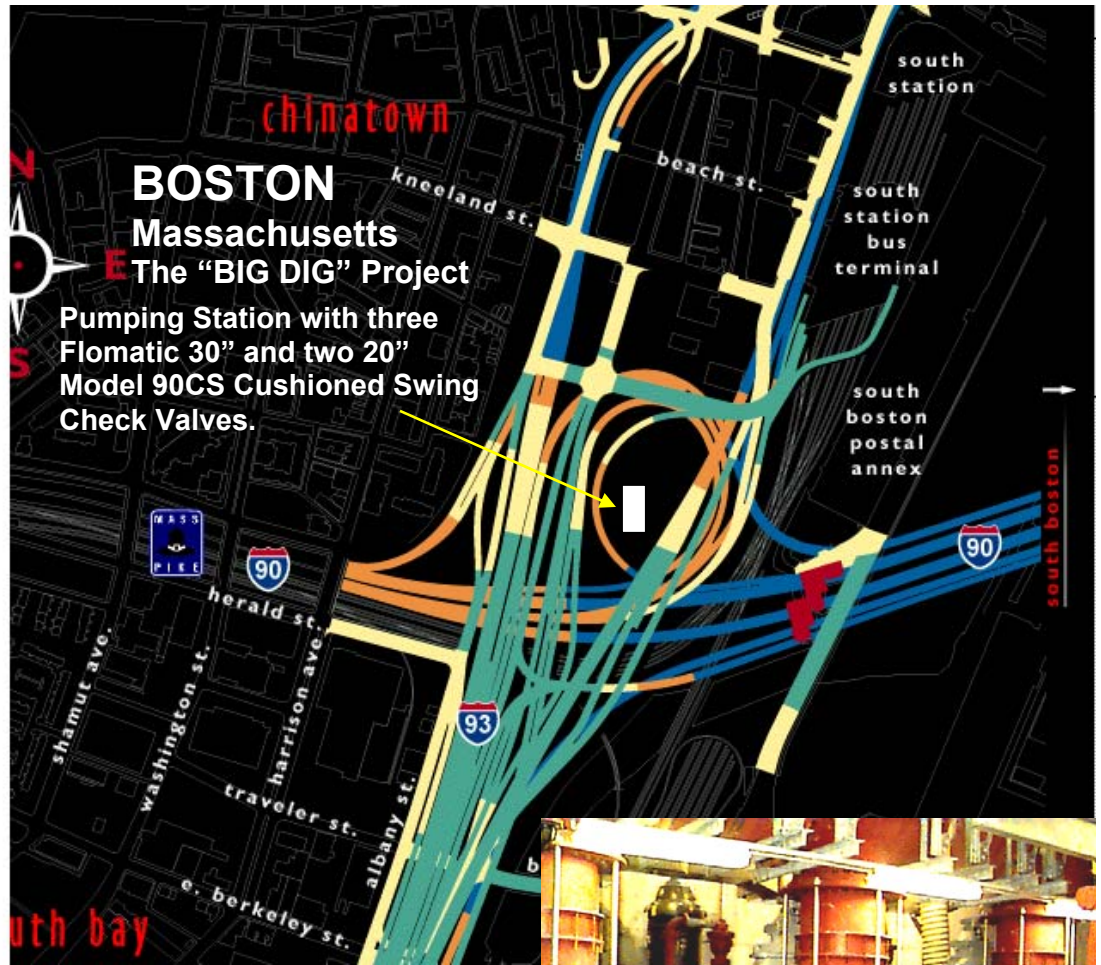 south
station
chinatown
BOSTON
Massachusetts
The “BIG DIG” Project
Pumping Station with three
Flomatic 30” and two 20”
Model 90CS Cushioned Swing
Check Valves.
N
E
S
kneeland st.
beach st.
south
station
bus
terminal
south
boston
postal
annex
south boston
MASS
PIKE
90
90
herald st.
shamut ave.
washington st.
harrison ave.
93
traveler st.
albany st.
e. berkeley st.
b
uth bay